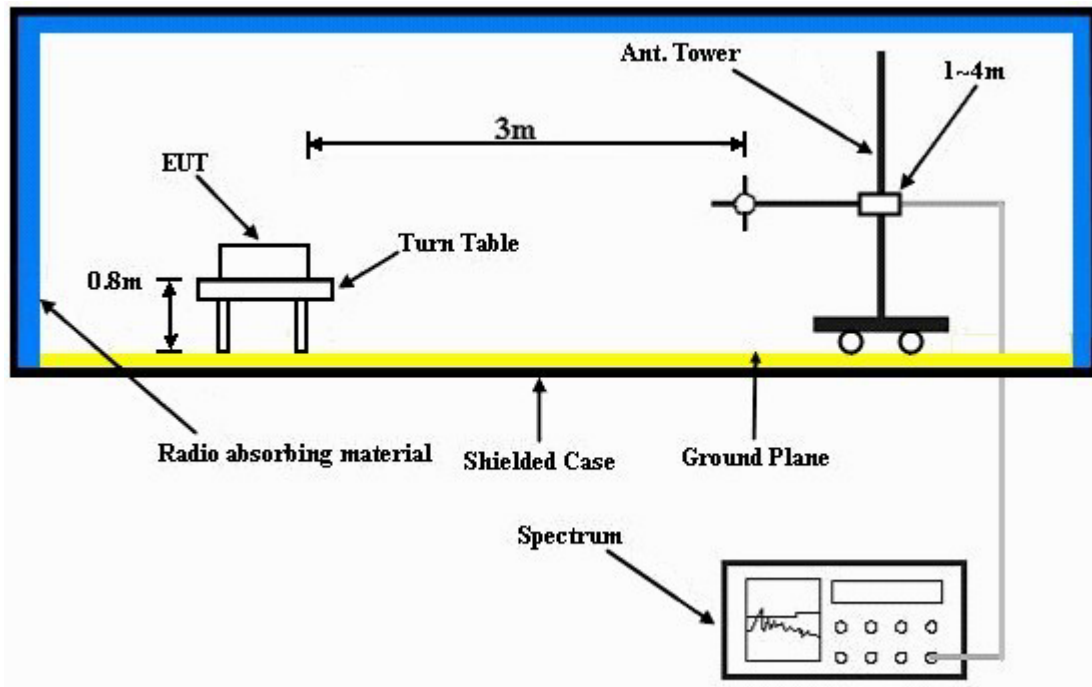 Ant. Tower
1~4m
3m
EUT
Turn Table
0.8m
Radio absorbing material
Shielded Case
Ground Plane
Spectrum